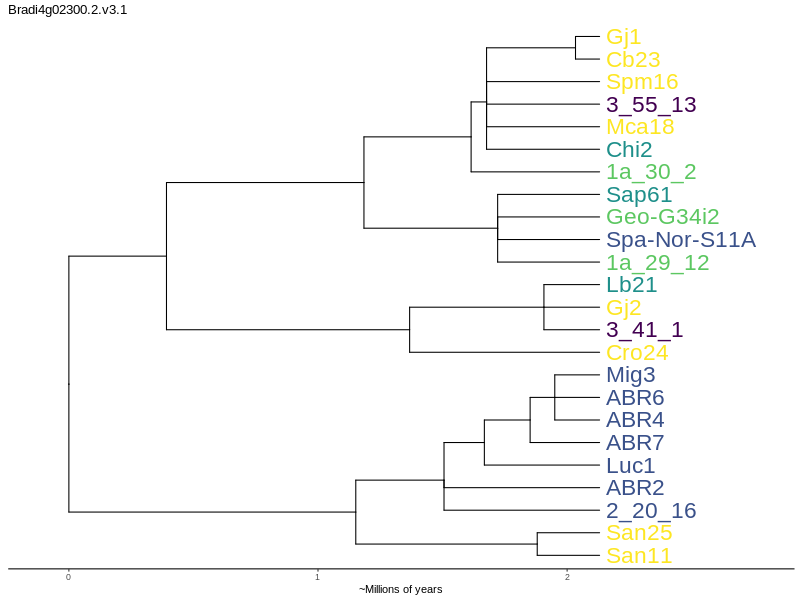 Bradi4g02300.2.v3.1
Gj1
Cb23
Spm16
3_55_13
Mca18
Chi2
1a_30_2
Sap61
Geo-G34i2
Spa-Nor-S11A
1a_29_12
Lb21
Gj2
3_41_1
Cro24
Mig3
ABR6
ABR4
ABR7
Luc1
ABR2
2_20_16
San25
San11
0 1 2
~Millions of years